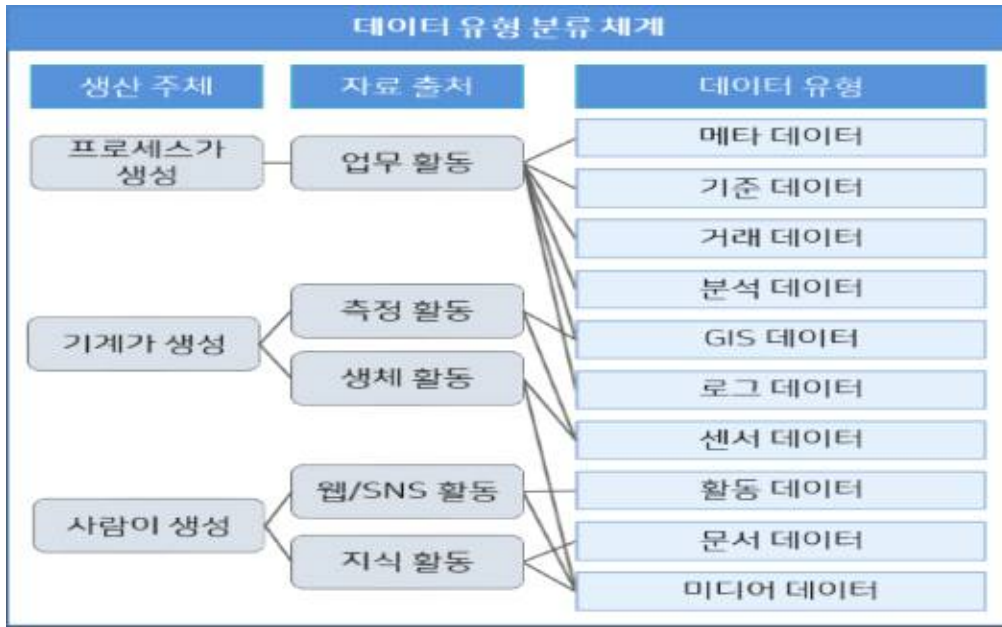 데이터 유형 분류 체계
생산 주체
자료 출처
데이터 유형
프로세스가
생성
업무 활동
메타 데이터
기준 데이터
거래 데이터
분석 데이터
기계가 생성
측정 활동
생체 활동
GIS 데이터
로그 데이터
센서 데이터
사람이 생성
웹/SNS 활동
지식 활동
활동 데이터
문서 데이터
미디어 데이터